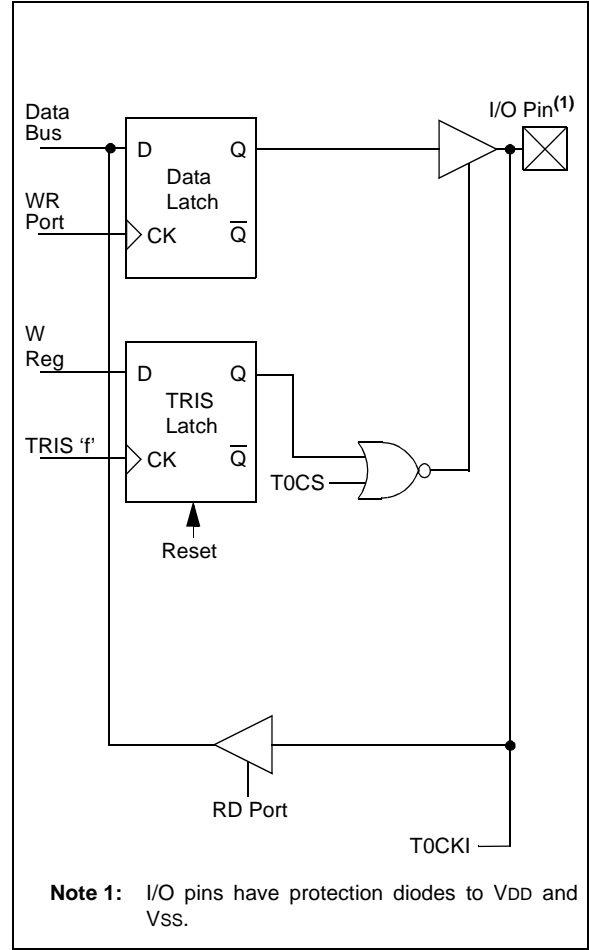 I/O Pin(1)
Data
Bus
D
Q
Data
Latch
WR
Port
CK
Q
W
Reg
D
Q
TRIS
Latch
TRIS ‘f’
CK
Q
T0CS
Reset
RD Port
T0CKI
Note 1: I/O pins have protection diodes to VDD and
VSS.